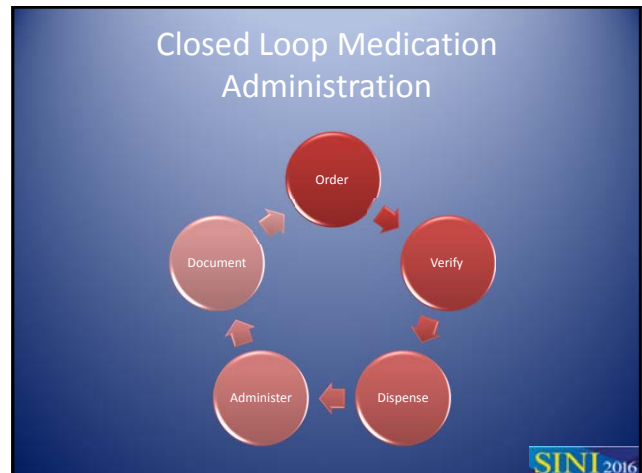 Closed Loop Medication
Administration
Order
Verify
Dispense
Administer
Document
SINI 2016